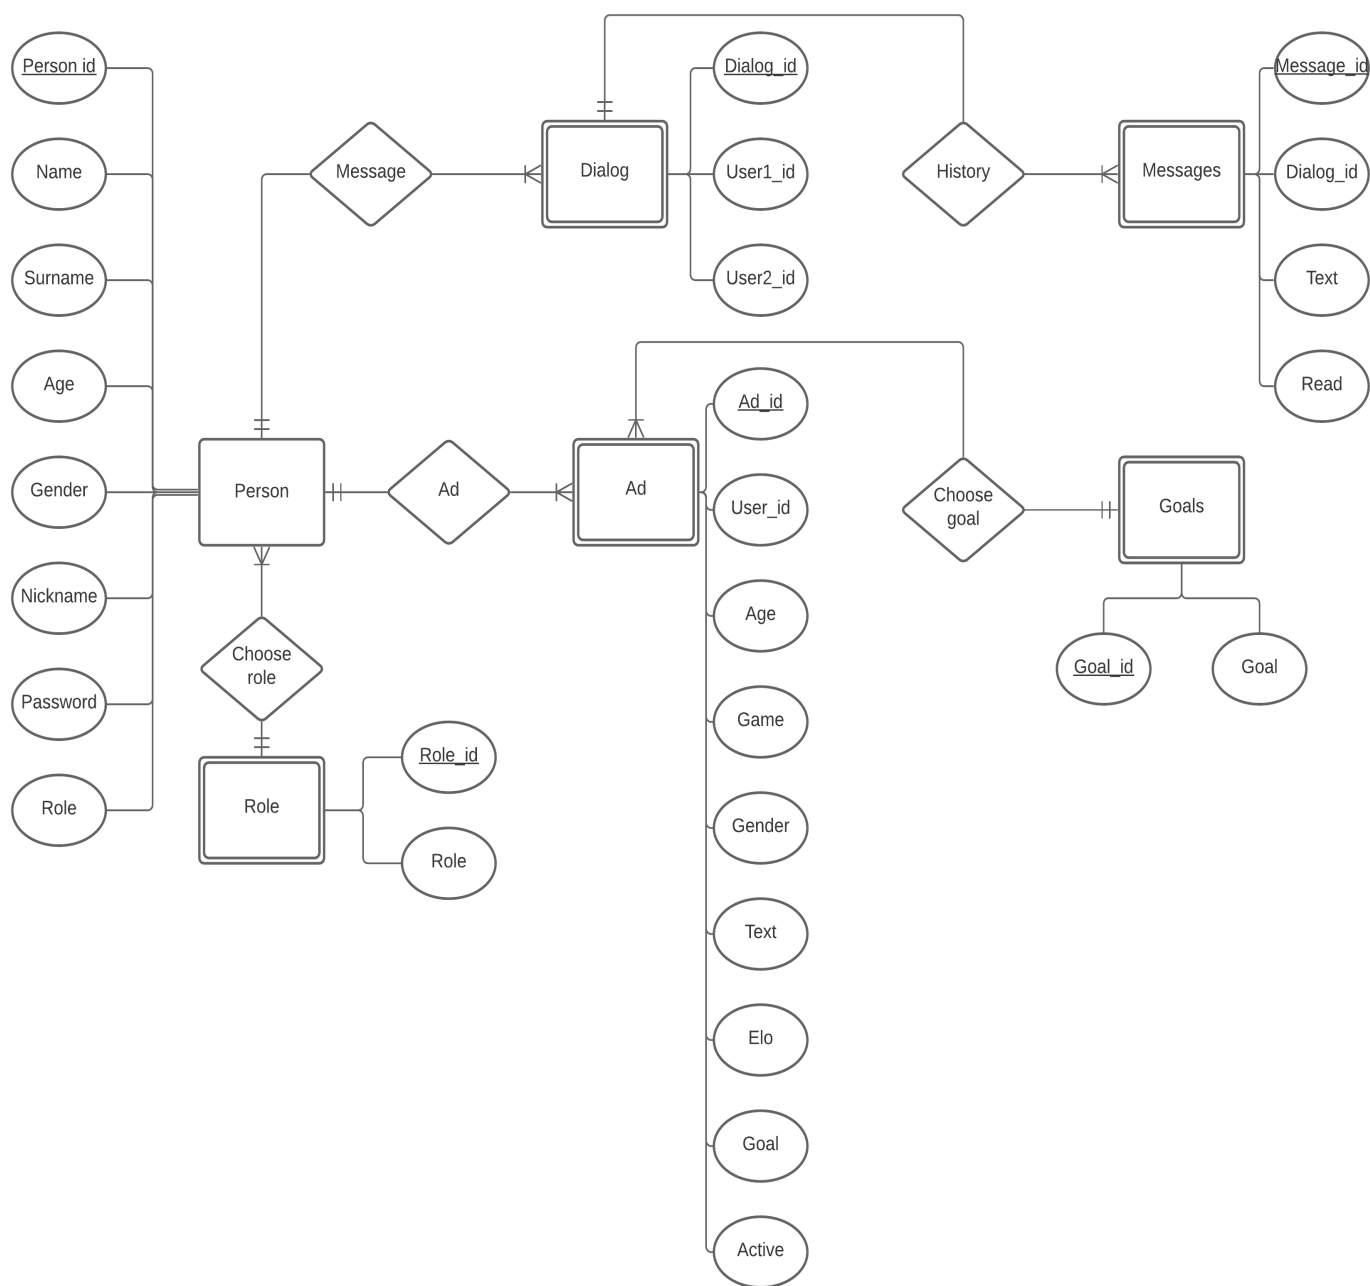 Person id
Name
Surname
Age
Gender
Nickname
Password
Role
Message
Dialog
Dialog_id
User1_id
User2_id
History
Messages
Message_id
Dialog_id
Text
Read
Person
Ad
Ad
Ad_id
User_id
Age
Game
Gender
Text
Elo
Goal
Active
Choose
goal
Goals
Goal_id
Goal
Choose
role
Role
Role_id
Role